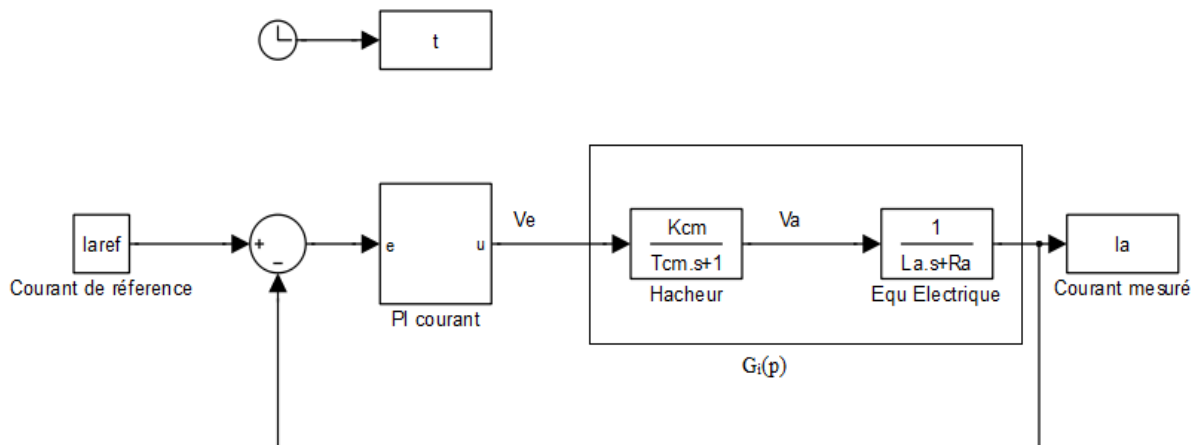 t
Iaref
Courant de réference
+
−
e
u
PI courant
Ve
Kcm
Tcm.s+1
Hacheur
Va
1
La.s+Ra
Equ Electrique
Ia
Courant mesuré
Gi(p)